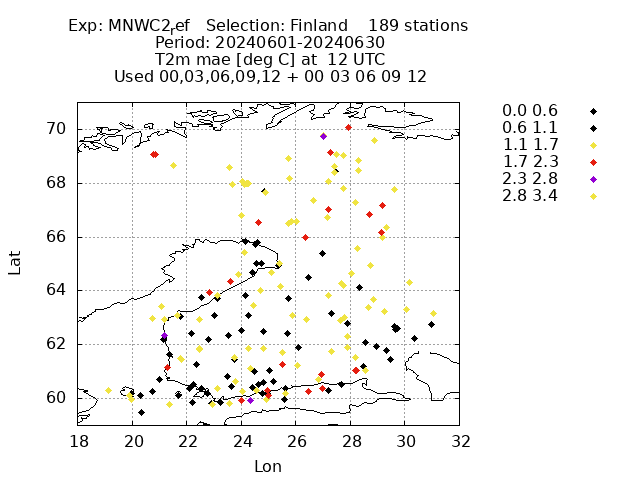 Exp: MNWC2_ref   Selection: Finland    189 stations
Period: 20240601-20240630
T2m mae [deg C] at  12 UTC
Used 00,03,06,09,12 + 00 03 06 09 12
0.0 0.6
0.6 1.1
1.1 1.7
1.7 2.3
2.3 2.8
2.8 3.4
70
68
66
64
62
60
Lat
18 20 22 24 26 28 30 32
Lon